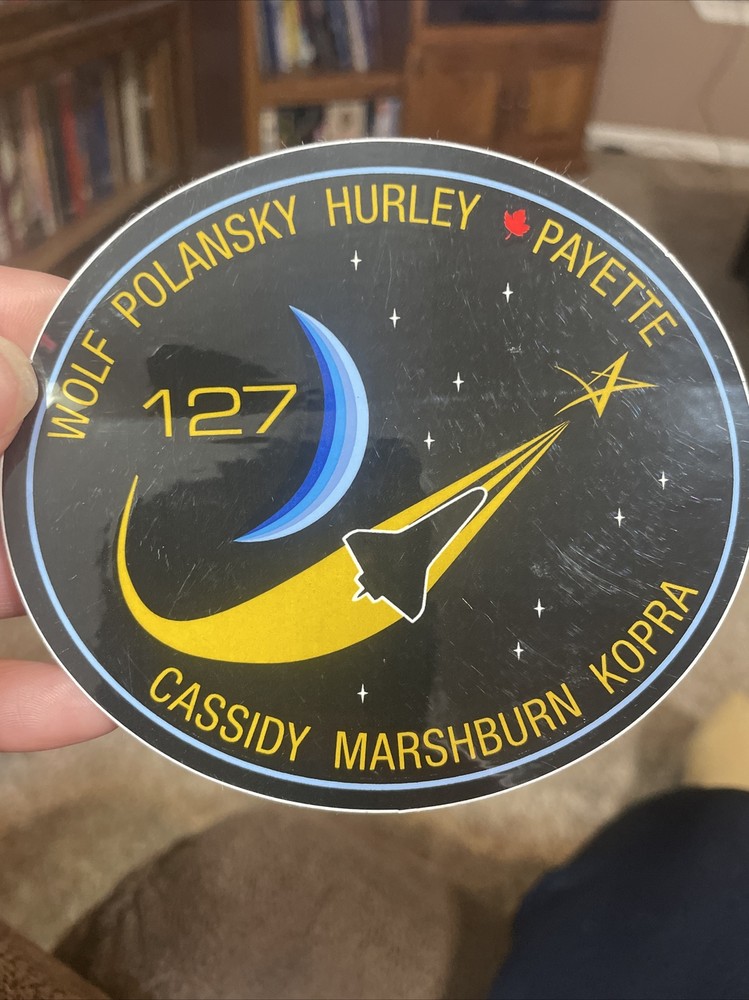 WOLF POLANSKY HURLEY PAYETTE
127
CASSIDY MARSHBURN KOPRA